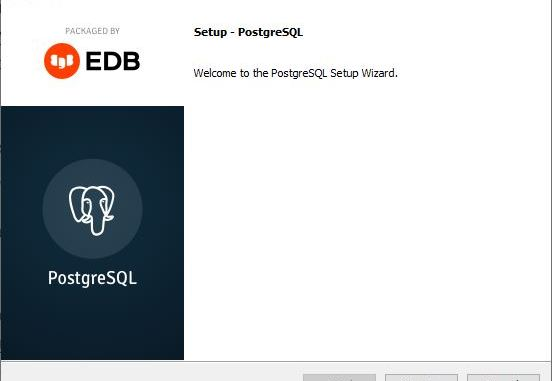 PACKAGED BY
EDB
Setup - PostgreSQL
Welcome to the PostgreSQL Setup Wizard.
PostgreSQL